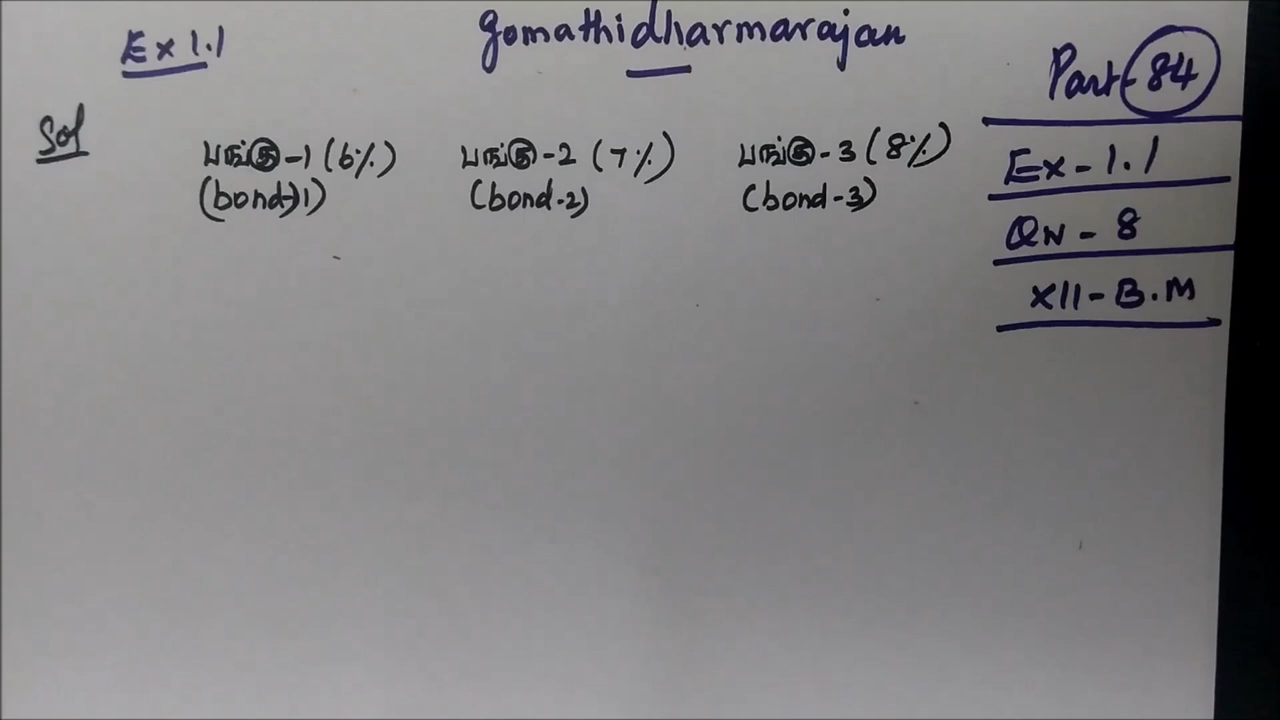 Ex 1.1
gomathidharmarajan
Part-84
Ex-1.1
QN-8
XII-B.M
Sol
பங்கு-1 (6%) பங்கு-2 (7%) பங்கு-3 (8%)
(bond-1) (bond-2) (bond-3)